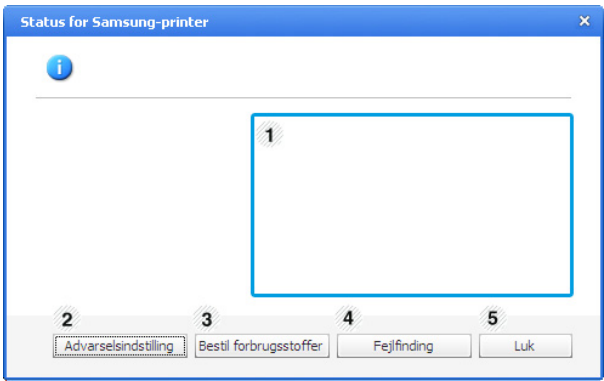 Status for Samsung-printer
1
2 3 4 5
Advarselsindstilling Bestil forbrugsstoffer Fejlfinding Luk